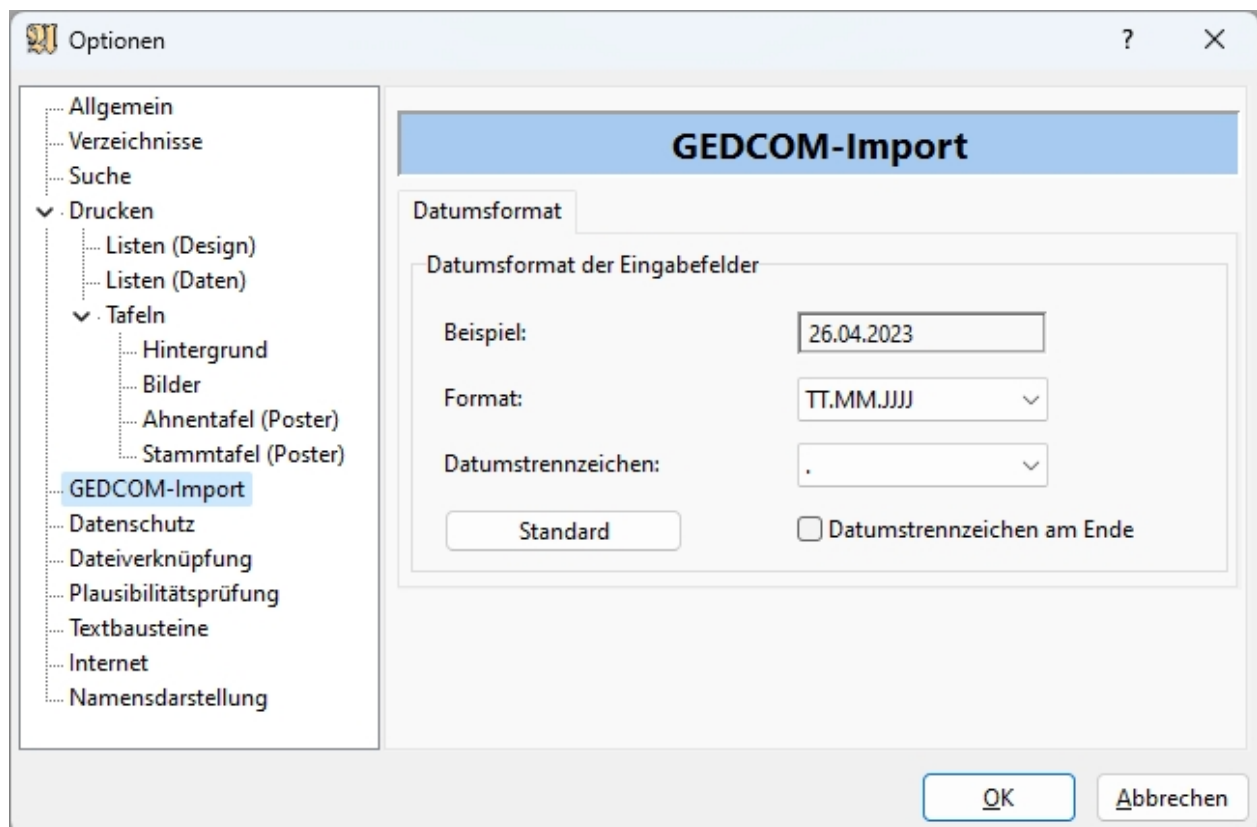 Optionen
?
Allgemein
Verzeichnisse
Suche
Drucken
Listen (Design)
Listen (Daten)
Tafeln
Hintergrund
Bilder
Ahnentafel (Poster)
Stammtafel (Poster)
GEDCOM-Import
Datenschutz
Dateiverknüpfung
Plausibilitätsprüfung
Textbausteine
Internet
Namensdarstellung
GEDCOM-Import
Datumsformat
Datumsformat der Eingabefelder
Beispiel: 26.04.2023
Format: TT.MM.JJJJ
Datumstrennzeichen: .
Standard Datumstrennzeichen am Ende
OK Abbrechen